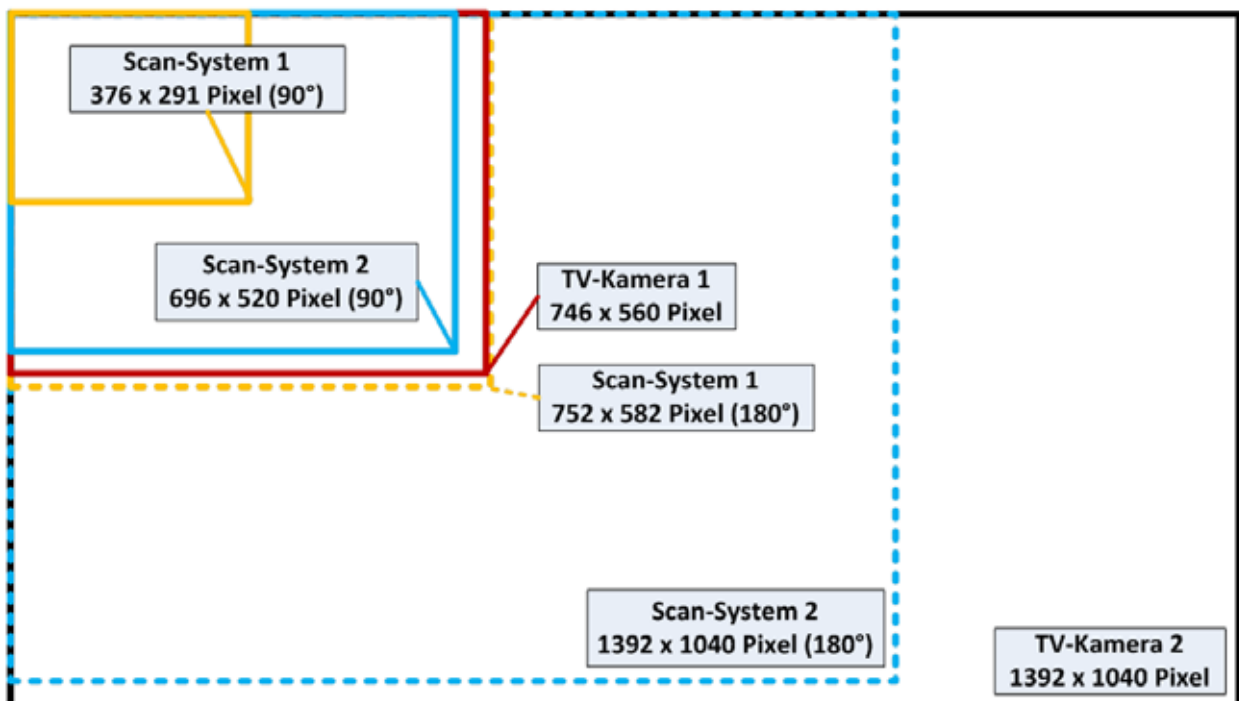 Scan-System 1
376 x 291 Pixel (90°)
Scan-System 2
696 x 520 Pixel (90°)
TV-Kamera 1
746 x 560 Pixel
Scan-System 1
752 x 582 Pixel (180°)
Scan-System 2
1392 x 1040 Pixel (180°)
TV-Kamera 2
1392 x 1040 Pixel